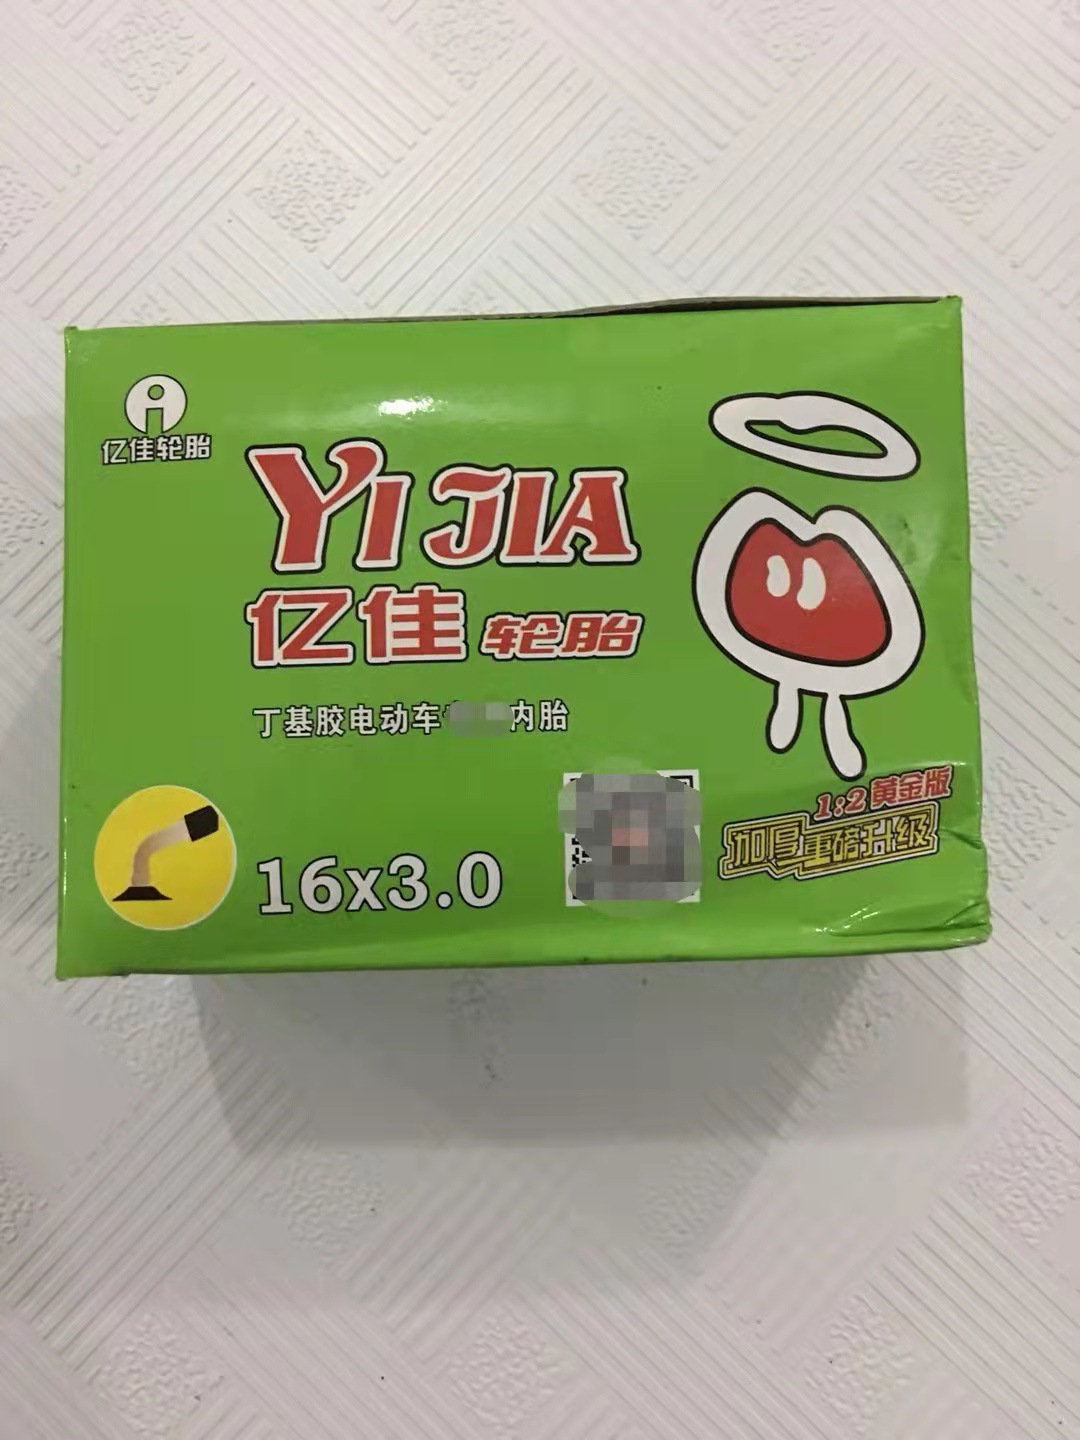 亿佳轮胎
YI JIA
亿佳 轮胎
丁基胶电动车 内胎
1:2黄金版
加厚重磅升级
16x3.0